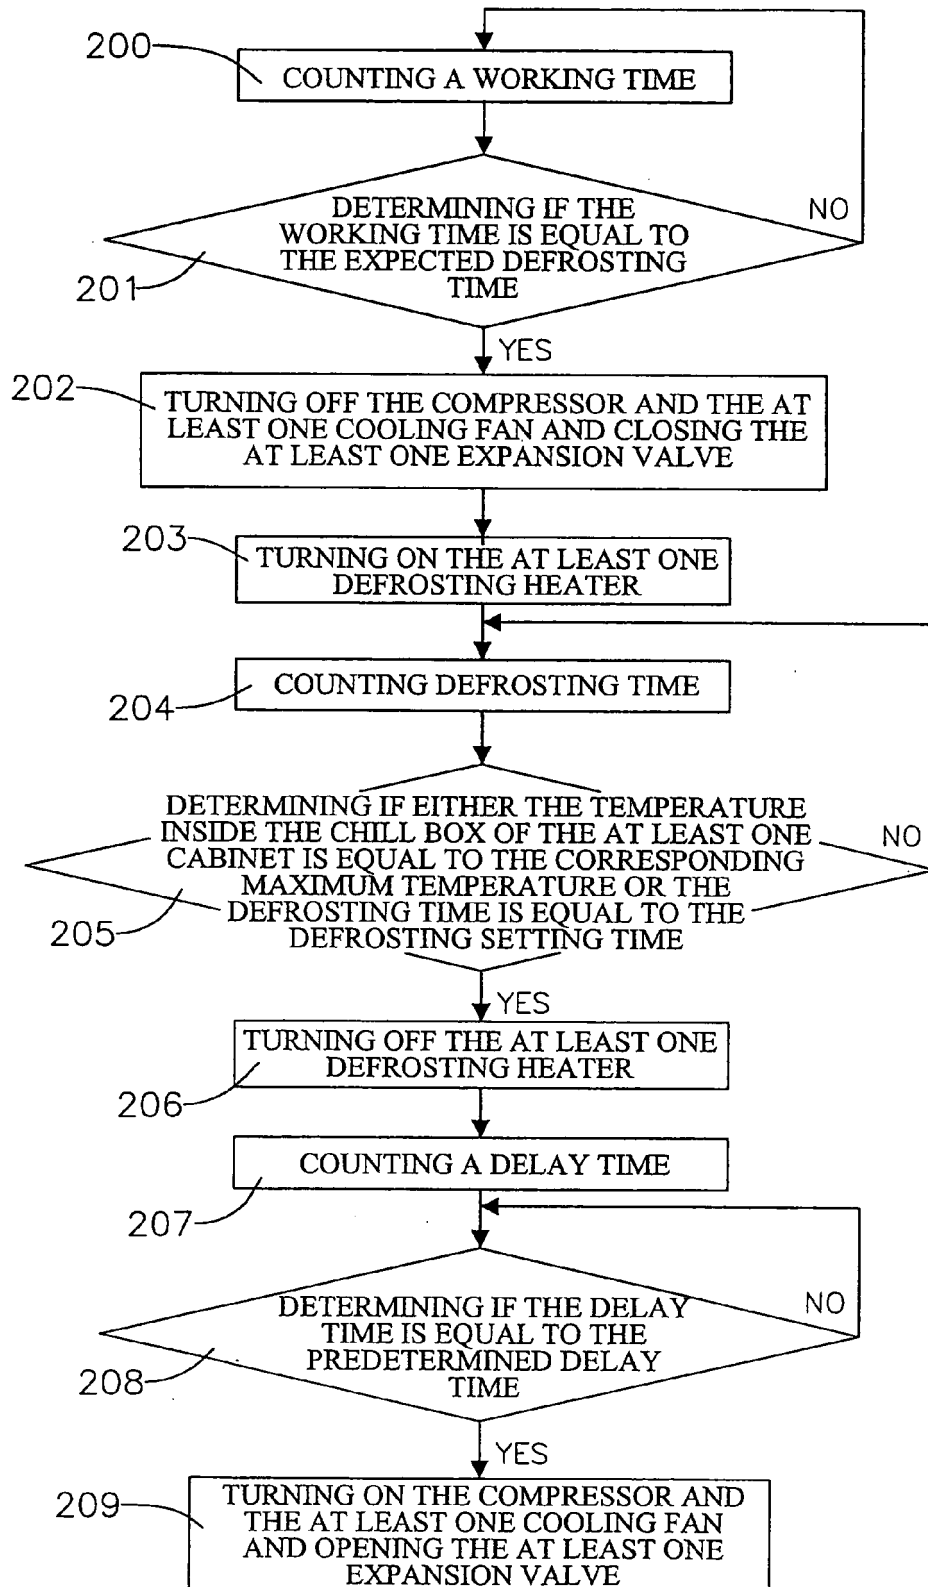 200
COUNTING A WORKING TIME
DETERMINING IF THE
WORKING TIME IS EQUAL TO
THE EXPECTED DEFROSTING
TIME
NO
201
YES
202
TURNING OFF THE COMPRESSOR AND THE AT
LEAST ONE COOLING FAN AND CLOSING THE
AT LEAST ONE EXPANSION VALVE
203
TURNING ON THE AT LEAST ONE
DEFROSTING HEATER
COUNTING DEFROSTING TIME
204
DETERMINING IF EITHER THE TEMPERATURE
INSIDE THE CHILL BOX OF THE AT LEAST ONE
CABINET IS EQUAL TO THE CORRESPONDING
MAXIMUM TEMPERATURE OR THE
DEFROSTING TIME IS EQUAL TO THE
DEFROSTING SETTING TIME
NO
205
YES
TURNING OFF THE AT LEAST ONE
DEFROSTING HEATER
206
COUNTING A DELAY TIME
207
DETERMINING IF THE DELAY
TIME IS EQUAL TO THE
PREDETERMINED DELAY
TIME
NO
208
YES
209
TURNING ON THE COMPRESSOR AND
THE AT LEAST ONE COOLING FAN
AND OPENING THE AT LEAST ONE
EXPANSION VALVE